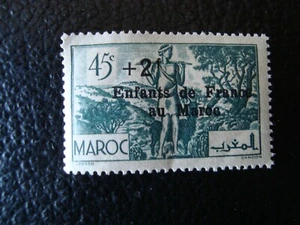 45c +2f
Enfants de France
au Maroc
MAROC المغرب